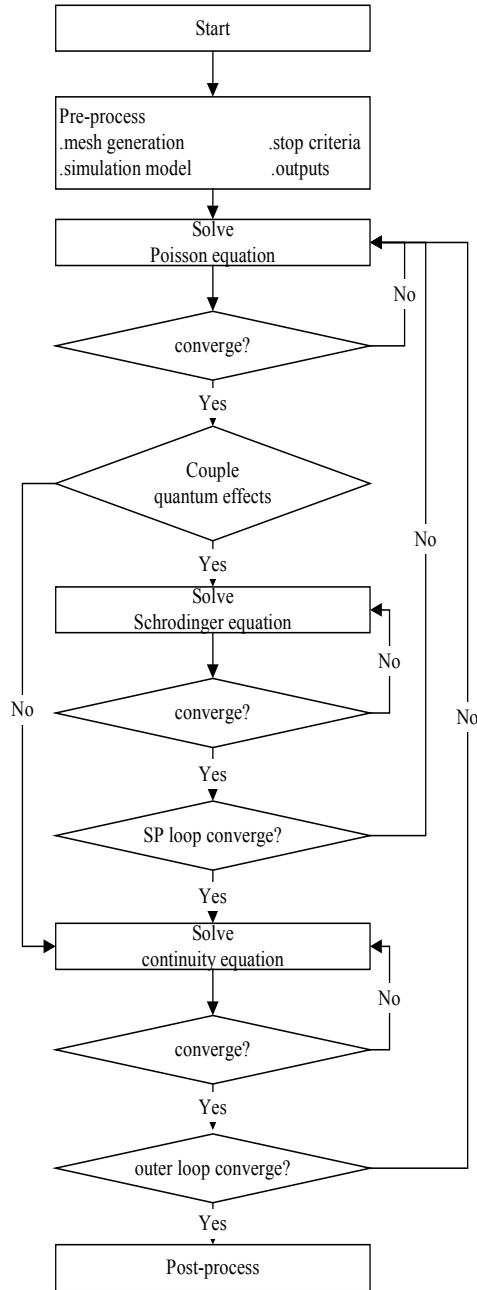 Start
Pre-process
.mesh generation .stop criteria
.simulation model .outputs
Solve
Poisson equation
No
converge?
Yes
Couple
quantum effects
No
Yes
Solve
Schrodinger equation
No
converge?
No
No
Yes
SP loop converge?
Yes
Solve
continuity equation
No
converge?
Yes
outer loop converge?
Yes
Post-process